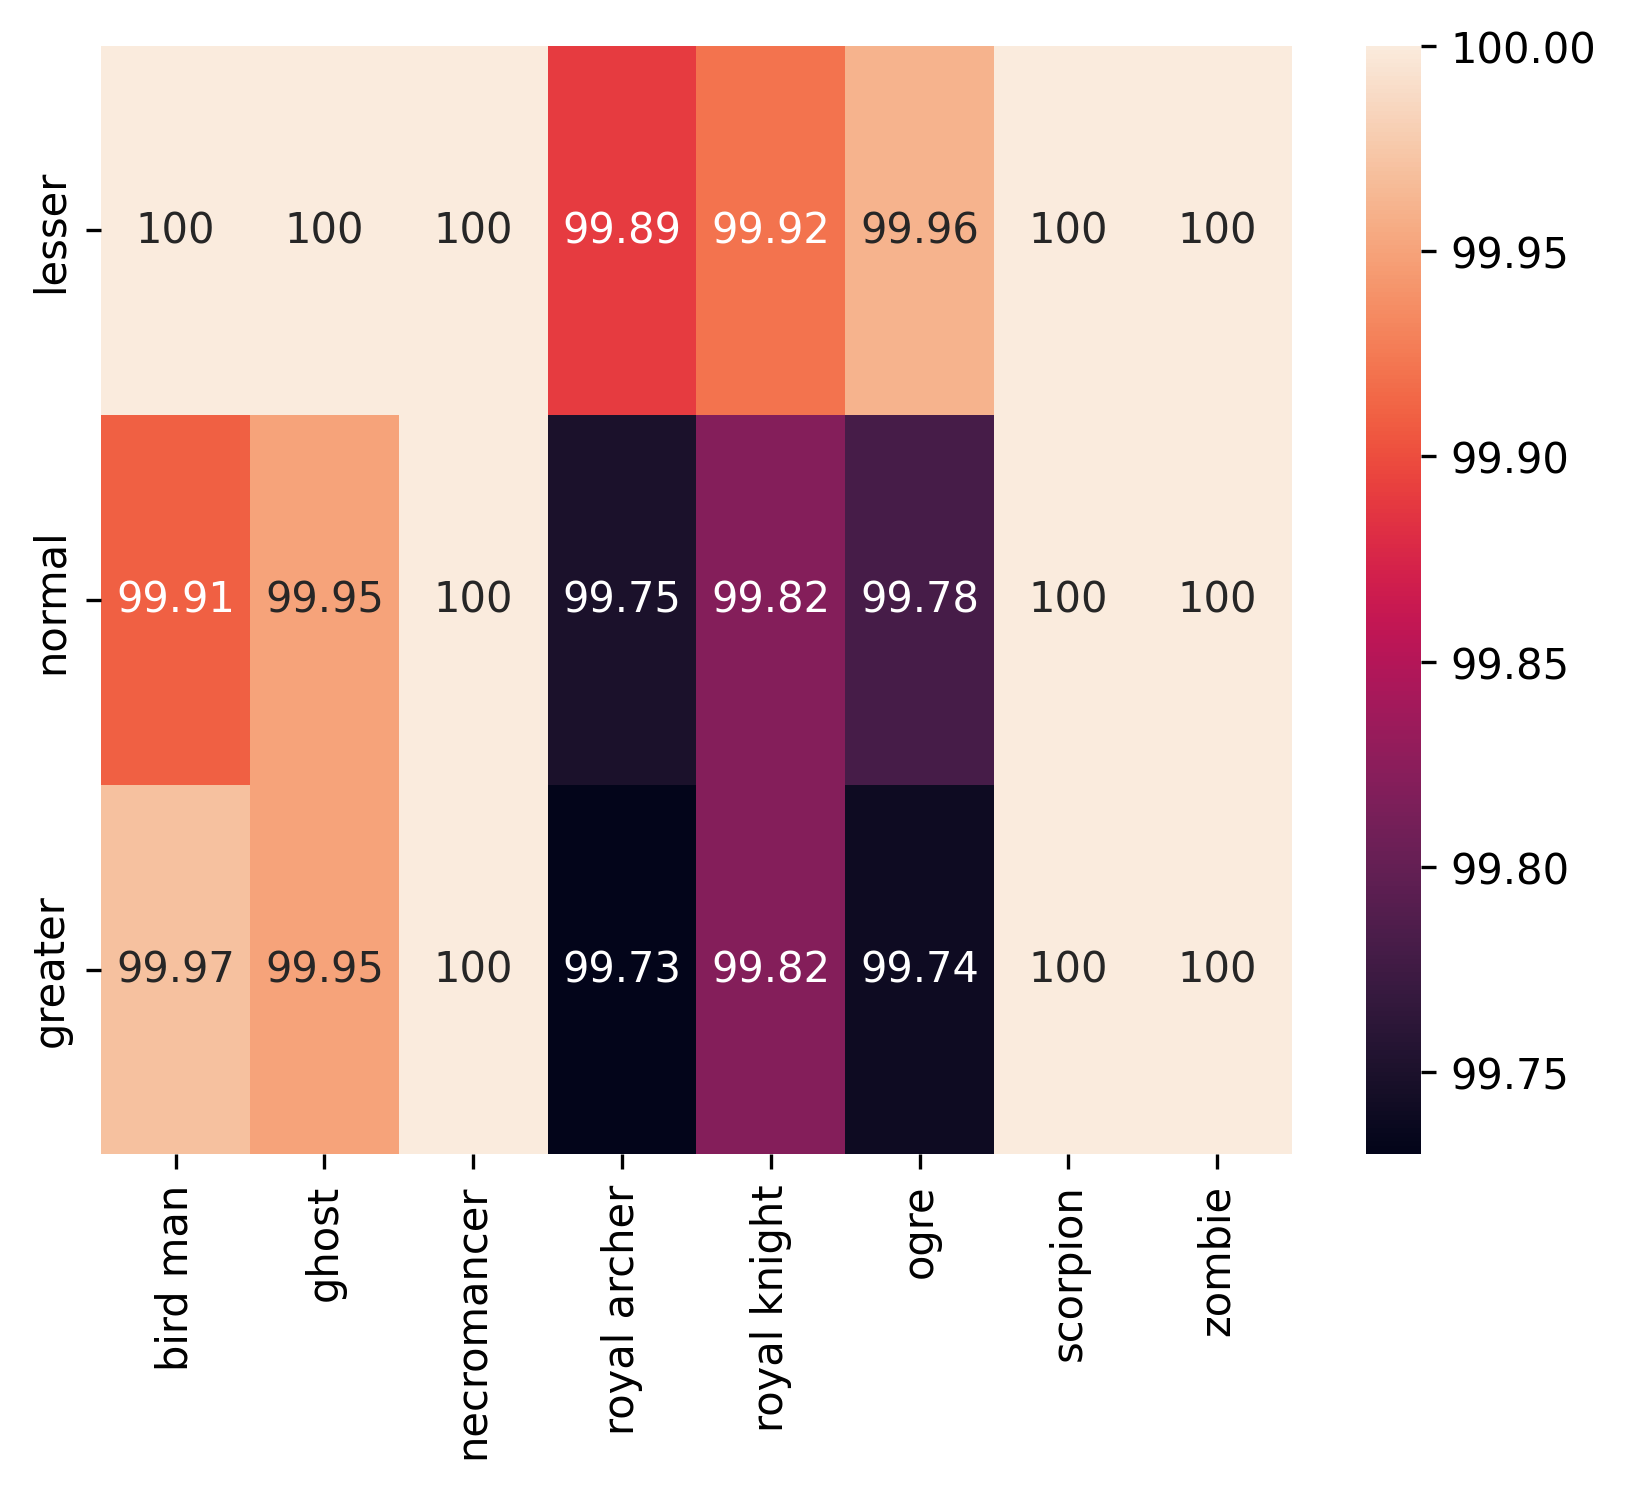 lesser 100 100 100 99.89 99.92 99.96 100 100
normal 99.91 99.95 100 99.75 99.82 99.78 100 100
greater 99.97 99.95 100 99.73 99.82 99.74 100 100
bird man
ghost
necromancer
royal archer
royal knight
ogre
scorpion
zombie
100.00
99.95
99.90
99.85
99.80
99.75